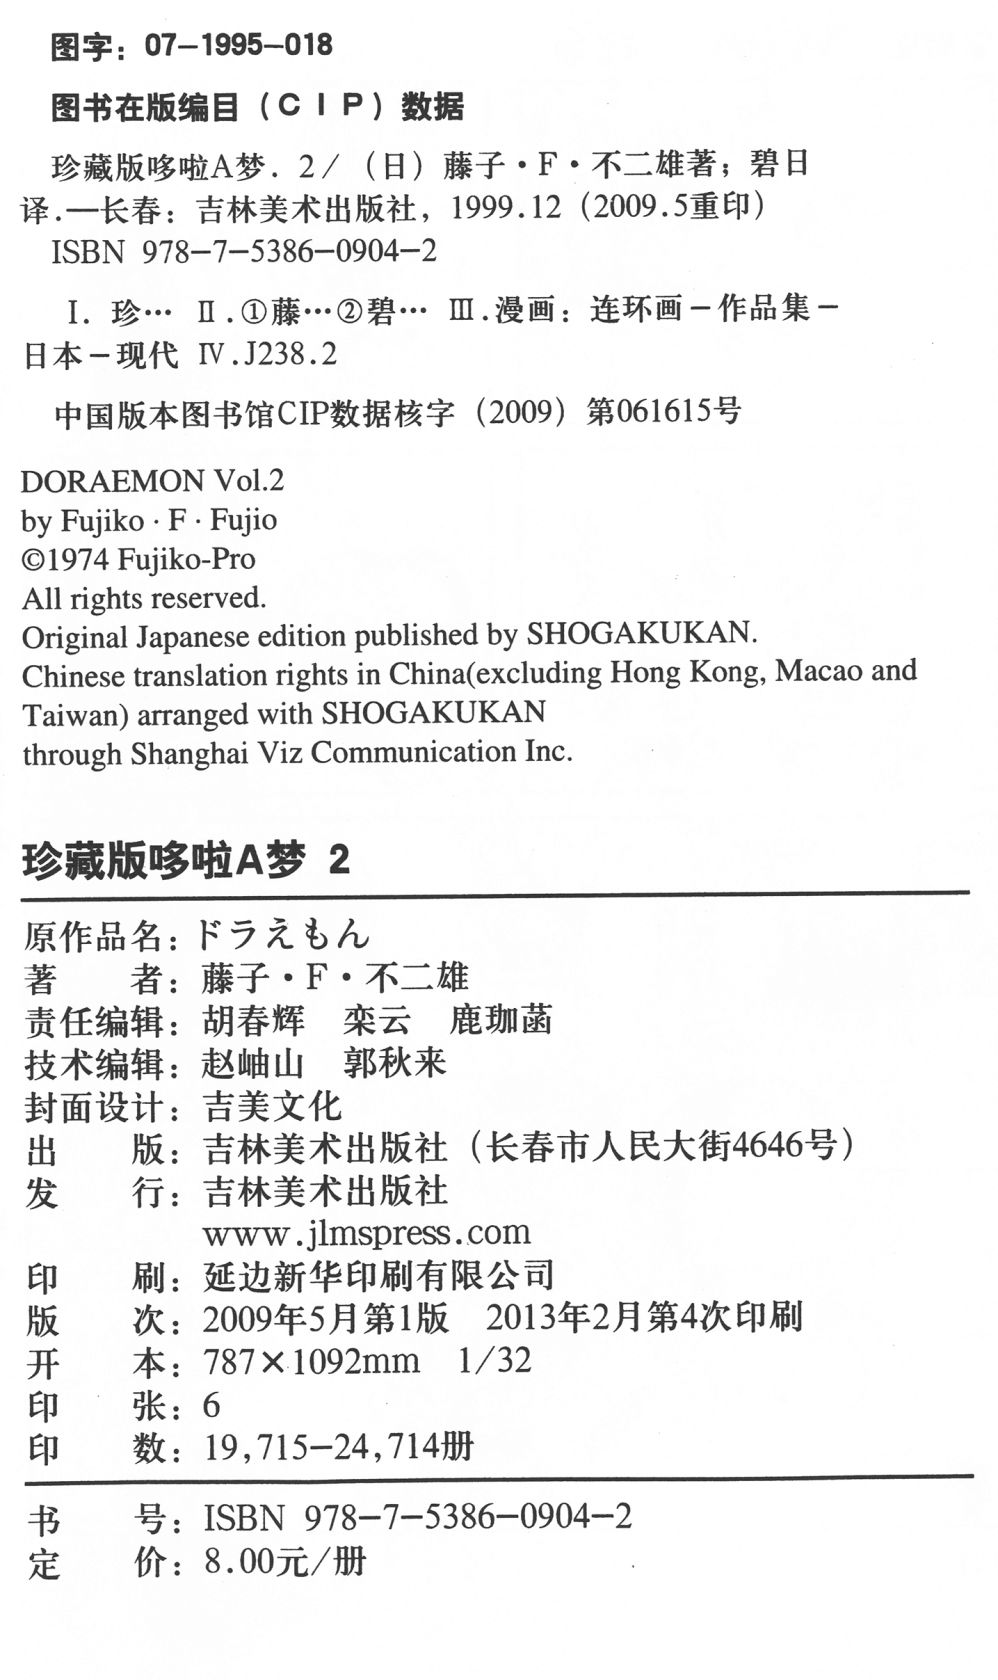 图字：07-1995-018
图书在版编目（CIP）数据
珍藏版哆啦A梦．2/（日）藤子·F·不二雄著；碧日
译.—长春：吉林美术出版社，1999.12（2009.5重印）
ISBN 978-7-5386-0904-2
Ⅰ．珍… Ⅱ.①藤…②碧… Ⅲ.漫画：连环画－作品集－
日本－现代 Ⅳ.J238.2
中国版本图书馆CIP数据核字（2009）第061615号
DORAEMON Vol.2
by Fujiko · F · Fujio
©1974 Fujiko-Pro
All rights reserved.
Original Japanese edition published by SHOGAKUKAN.
Chinese translation rights in China(excluding Hong Kong, Macao and
Taiwan) arranged with SHOGAKUKAN
through Shanghai Viz Communication Inc.
珍藏版哆啦A梦 2
原作品名：ドラえもん
著　　者：藤子·F·不二雄
责任编辑：胡春辉　栾云　鹿珈菡
技术编辑：赵岫山　郭秋来
封面设计：吉美文化
出　　版：吉林美术出版社（长春市人民大街4646号）
发　　行：吉林美术出版社
www.jlmspress.com
印　　刷：延边新华印刷有限公司
版　　次：2009年5月第1版　2013年2月第4次印刷
开　　本：787×1092mm　1/32
印　　张：6
印　　数：19,715-24,714册
书　　号：ISBN 978-7-5386-0904-2
定　　价：8.00元/册